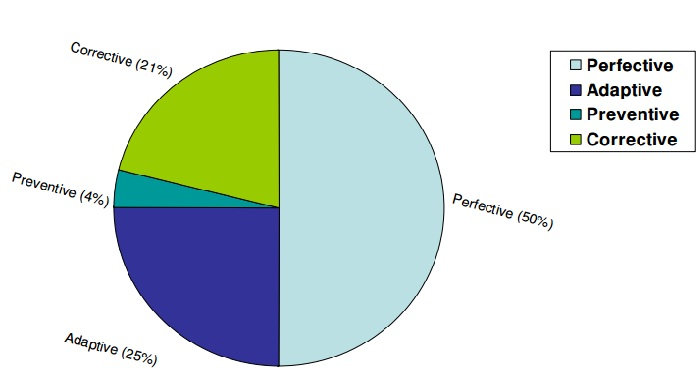 Corrective (21%)
Preventive (4%)
Adaptive (25%)
Perfective (50%)
Perfective
Adaptive
Preventive
Corrective